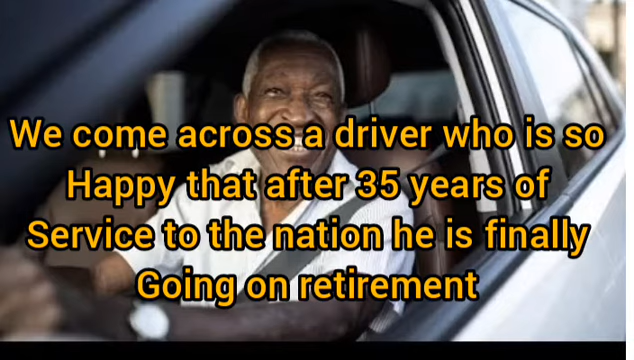 We come across a driver who is so
Happy that after 35 years of
Service to the nation he is finally
Going on retirement